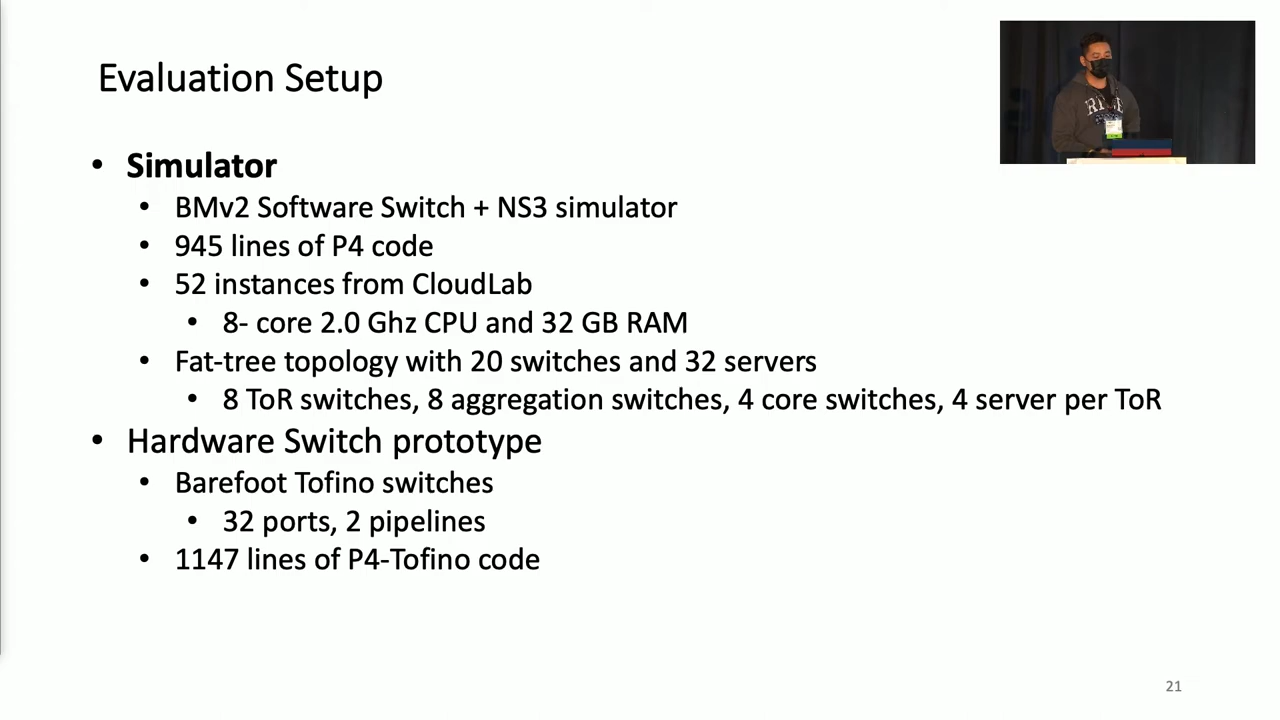 Evaluation Setup
• Simulator
• BMv2 Software Switch + NS3 simulator
• 945 lines of P4 code
• 52 instances from CloudLab
• 8- core 2.0 Ghz CPU and 32 GB RAM
• Fat-tree topology with 20 switches and 32 servers
• 8 ToR switches, 8 aggregation switches, 4 core switches, 4 server per ToR
• Hardware Switch prototype
• Barefoot Tofino switches
• 32 ports, 2 pipelines
• 1147 lines of P4-Tofino code
21